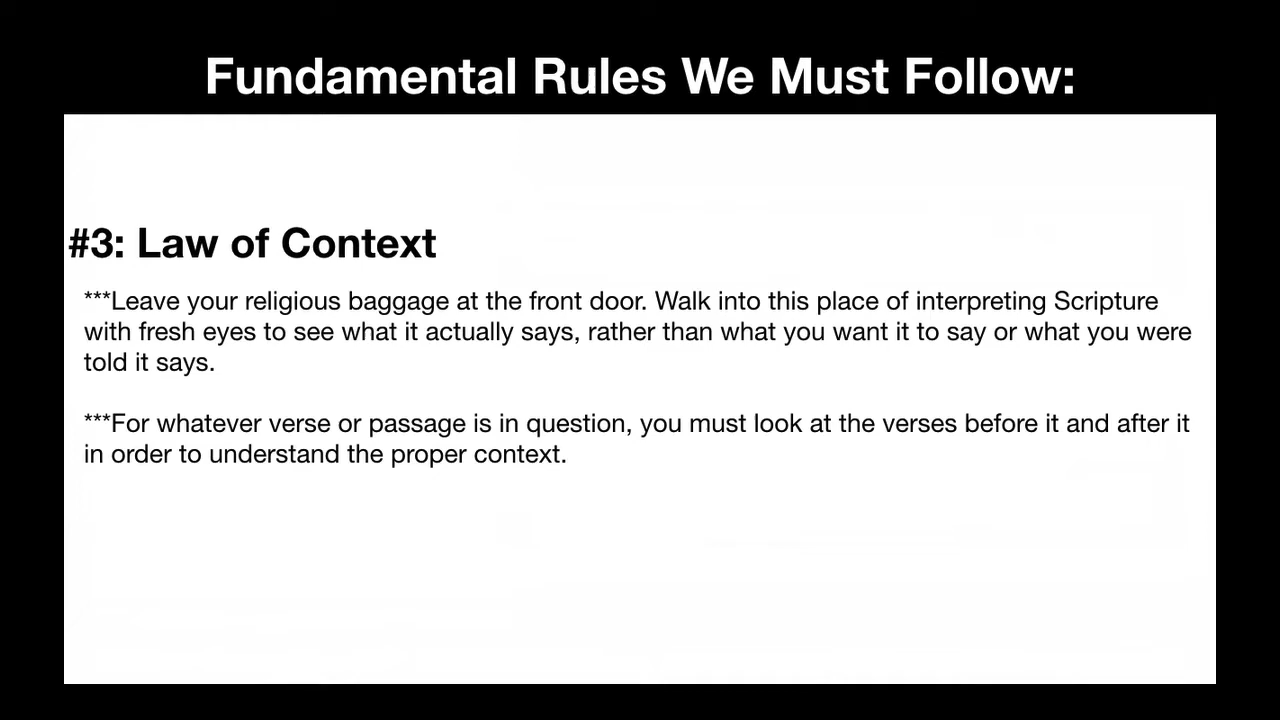 Fundamental Rules We Must Follow:
#3: Law of Context
***Leave your religious baggage at the front door. Walk into this place of interpreting Scripture
with fresh eyes to see what it actually says, rather than what you want it to say or what you were
told it says.
***For whatever verse or passage is in question, you must look at the verses before it and after it
in order to understand the proper context.